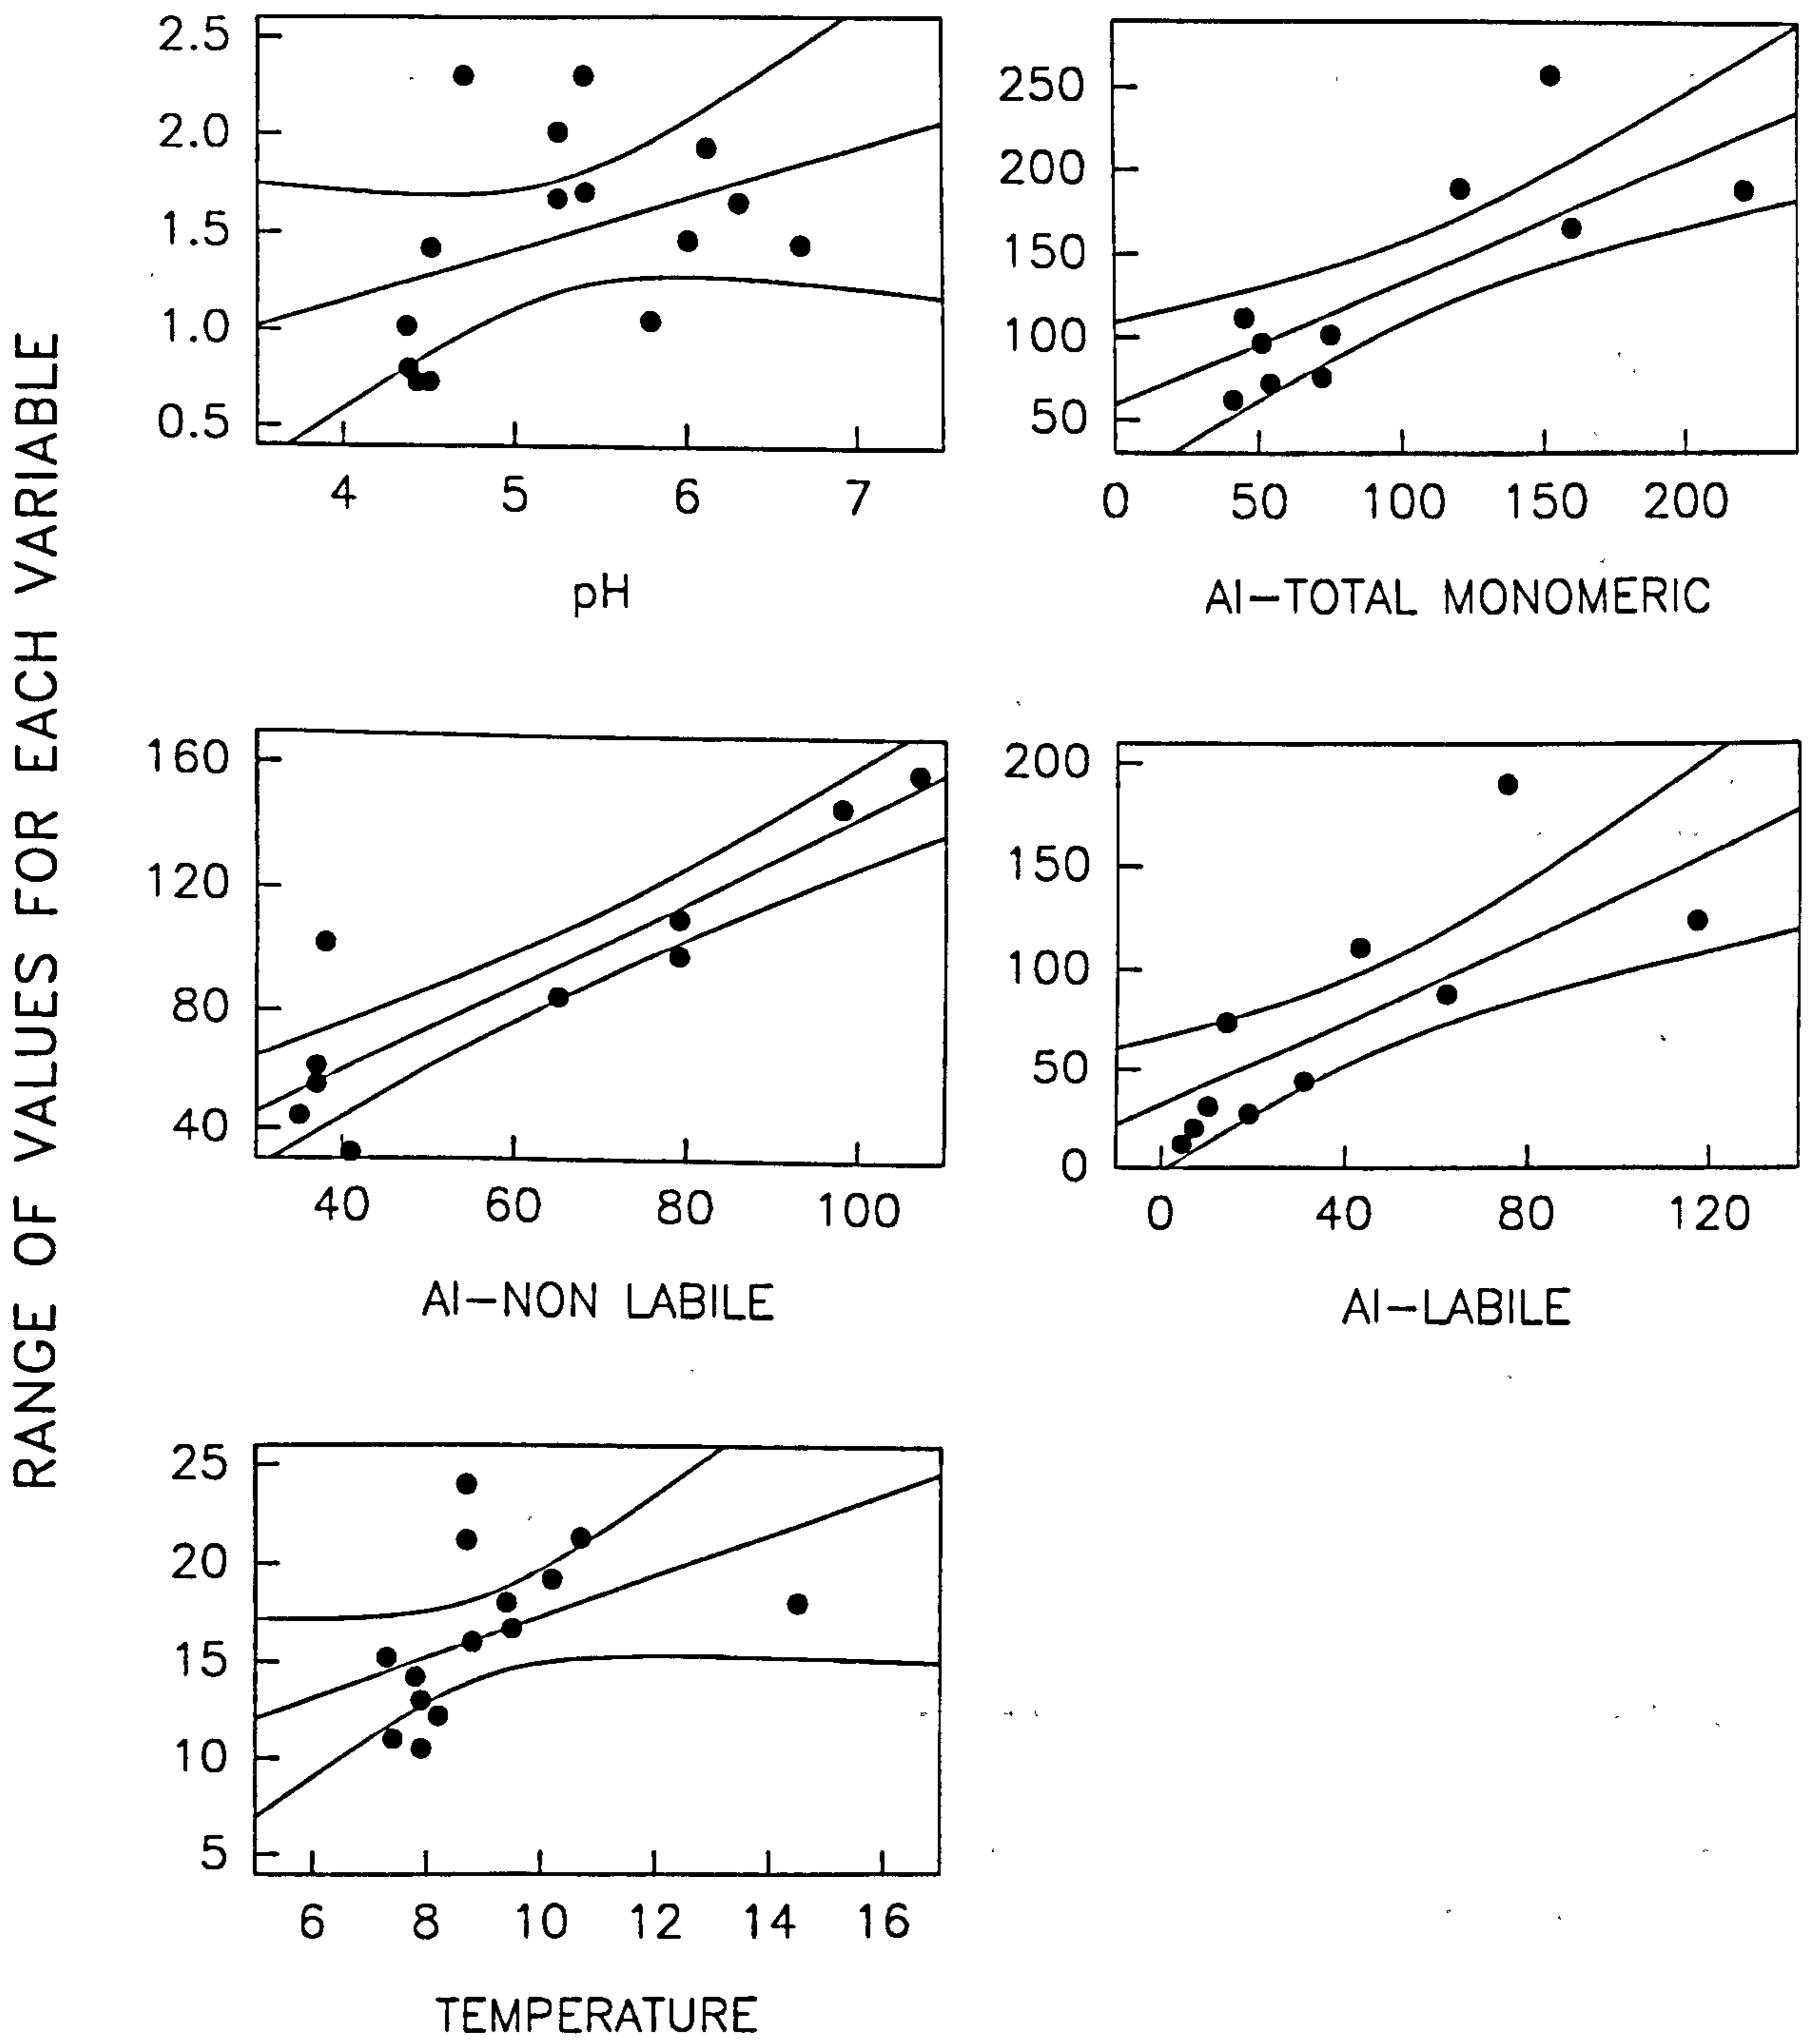 RANGE OF VALUES FOR EACH VARIABLE
2.5
2.0
1.5
1.0
0.5
4 5 6 7
pH
250
200
150
100
50
0 50 100 150 200
Al-TOTAL MONOMERIC
160
120
80
40
40 60 80 100
Al-NON LABILE
200
150
100
50
0
0 40 80 120
Al-LABILE
25
20
15
10
5
6 8 10 12 14 16
TEMPERATURE